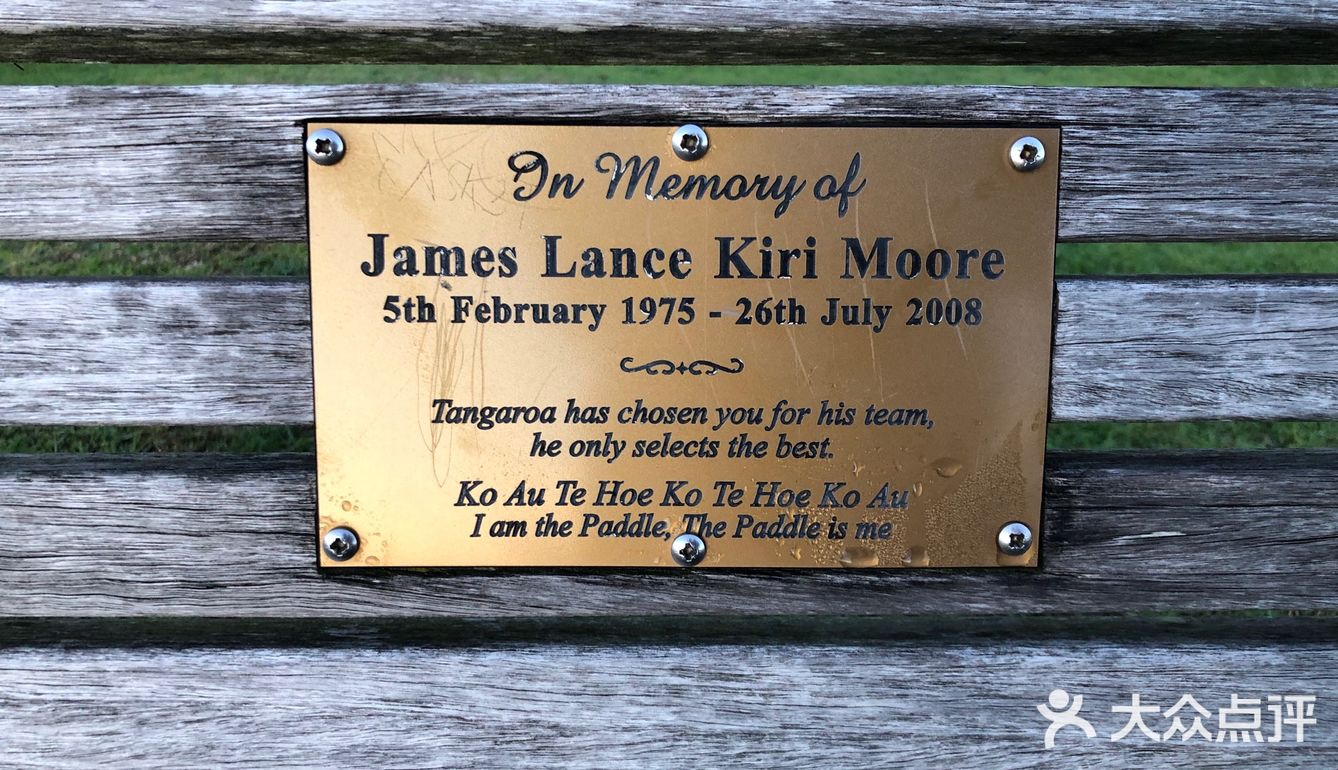 In Memory of
James Lance Kiri Moore
5th February 1975 - 26th July 2008
Tangaroa has chosen you for his team,
he only selects the best.
Ko Au Te Hoe Ko Te Hoe Ko Au
I am the Paddle, The Paddle is me
大众点评